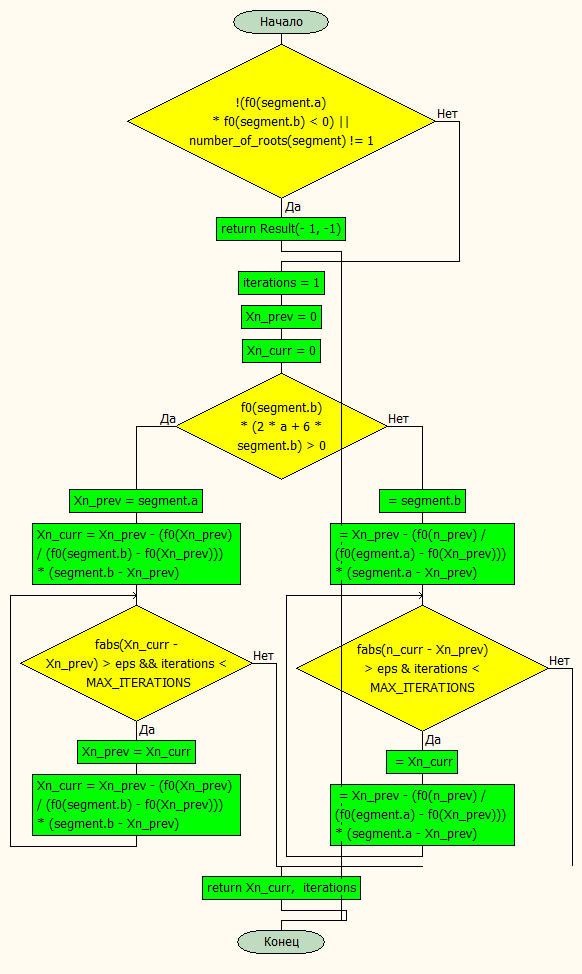 Начало
!(f0(segment.a)
* f0(segment.b) < 0) ||
number_of_roots(segment) != 1
Нет
Да
return Result(- 1, -1)
iterations = 1
Xn_prev = 0
Xn_curr = 0
f0(segment.b)
* (2 * a + 6 *
segment.b) > 0
Да
Нет
Xn_prev = segment.a
Xn_curr = Xn_prev - (f0(Xn_prev)
/ (f0(segment.b) - f0(Xn_prev)))
* (segment.b - Xn_prev)
fabs(Xn_curr -
Xn_prev) > eps && iterations <
MAX_ITERATIONS
Нет
Да
Xn_prev = Xn_curr
Xn_curr = Xn_prev - (f0(Xn_prev)
/ (f0(segment.b) - f0(Xn_prev)))
* (segment.b - Xn_prev)
= segment.b
= Xn_prev - (f0(n_prev) /
(f0(egment.a) - f0(Xn_prev)))
* (segment.a - Xn_prev)
fabs(n_curr - Xn_prev)
> eps & iterations <
MAX_ITERATIONS
Нет
Да
= Xn_curr
= Xn_prev - (f0(n_prev) /
(f0(egment.a) - f0(Xn_prev)))
* (segment.a - Xn_prev)
return Xn_curr, iterations
Конец